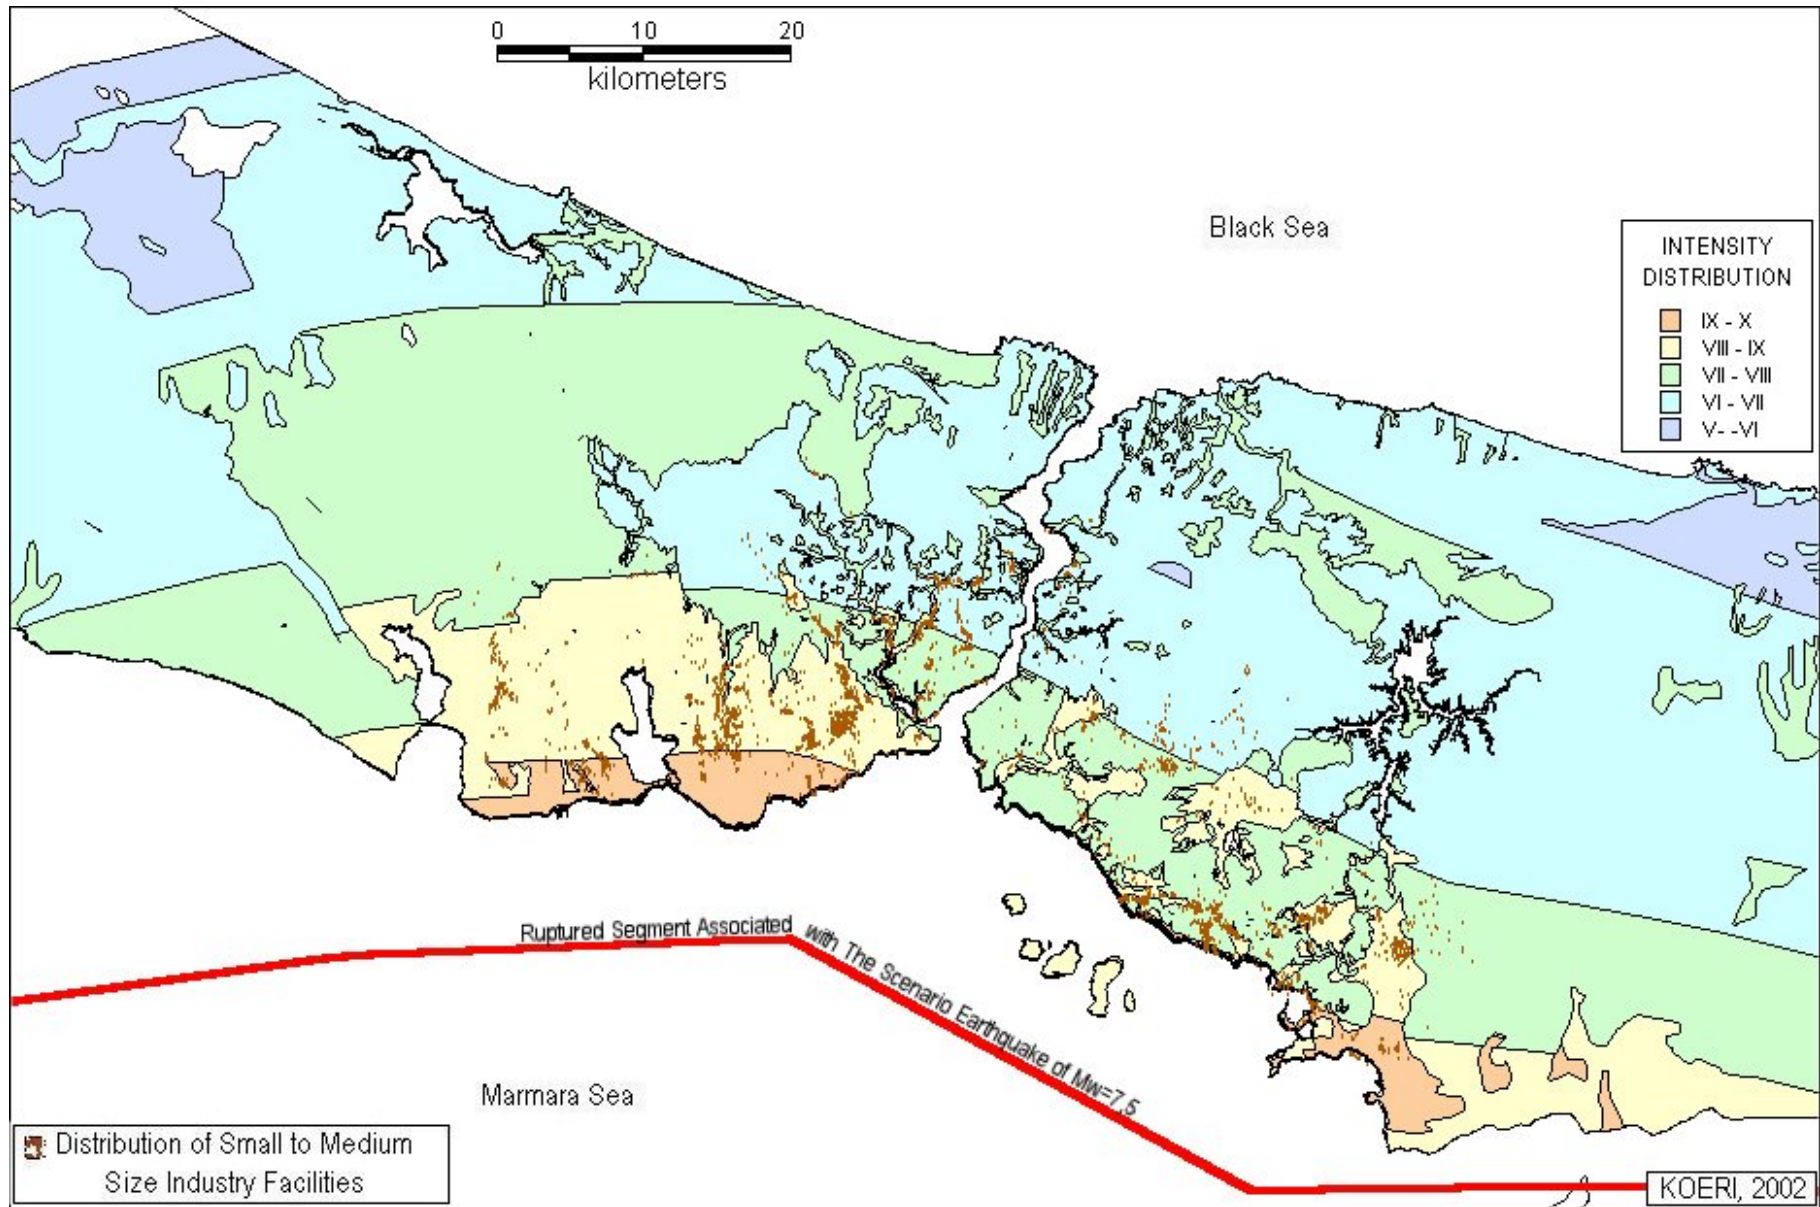 0 10 20
kilometers
Black Sea
INTENSITY
DISTRIBUTION
IX - X
VIII - IX
VII - VIII
VI - VII
V- -VI
Ruptured Segment Associated with The Scenario Earthquake of Mw=7,5
Marmara Sea
Distribution of Small to Medium
Size Industry Facilities
KOERI, 2002